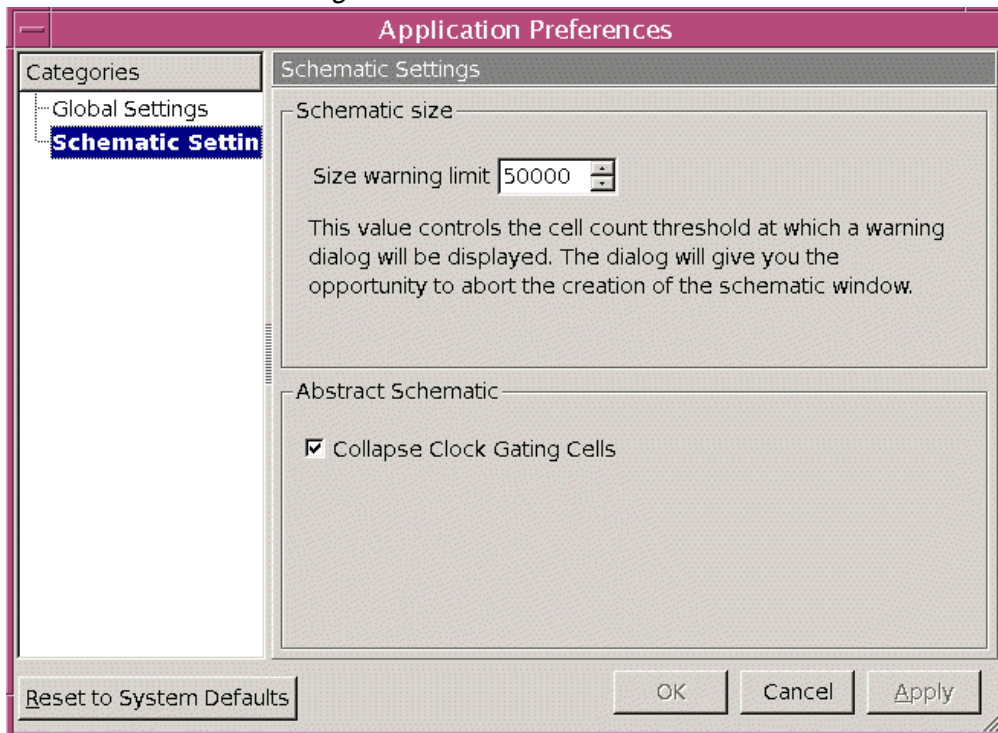 Application Preferences
Categories
Global Settings
Schematic Settin
Schematic Settings
Schematic size
Size warning limit 50000
This value controls the cell count threshold at which a warning
dialog will be displayed. The dialog will give you the
opportunity to abort the creation of the schematic window.
Abstract Schematic
Collapse Clock Gating Cells
Reset to System Defaults
OK
Cancel
Apply